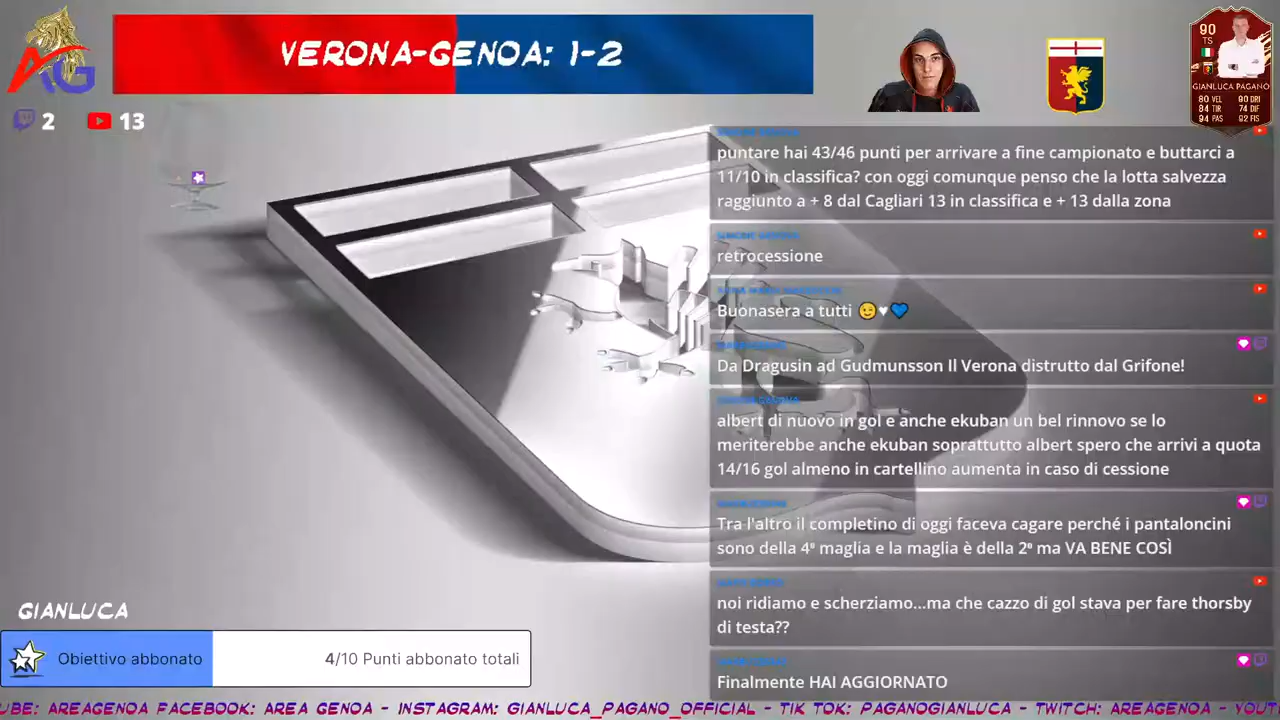 VERONA-GENOA: 1-2
90
TS
GIANLUCA PAGANO
80 VEL 90 DRI
84 TIR 74 DIF
94 PAS 92 FIS
AG
2 13
puntare hai 43/46 punti per arrivare a fine campionato e buttarci a
11/10 in classifica? con oggi comunque penso che la lotta salvezza
raggiunto a + 8 dal Cagliari 13 in classifica e + 13 dalla zona
retrocessione
Buonasera a tutti 😉♥💙
Da Dragusin ad Gudmunsson Il Verona distrutto dal Grifone!
albert di nuovo in gol e anche ekuban un bel rinnovo se lo
meriterebbe anche ekuban soprattutto albert spero che arrivi a quota
14/16 gol almeno in cartellino aumenta in caso di cessione
Tra l'altro il completino di oggi faceva cagare perché i pantaloncini
sono della 4ª maglia e la maglia è della 2ª ma VA BENE COSÌ
noi ridiamo e scherziamo...ma che cazzo di gol stava per fare thorsby
di testa??
Finalmente HAI AGGIORNATO
GIANLUCA
Obiettivo abbonato 4/10 Punti abbonato totali
UBE: AREAGENOA FACEBOOK: AREA GENOA - INSTAGRAM: GIANLUCA_PAGANO_OFFICIAL - TIK TOK: PAGANOGIANLUCA - TWITCH: AREAGENOA - YOUT